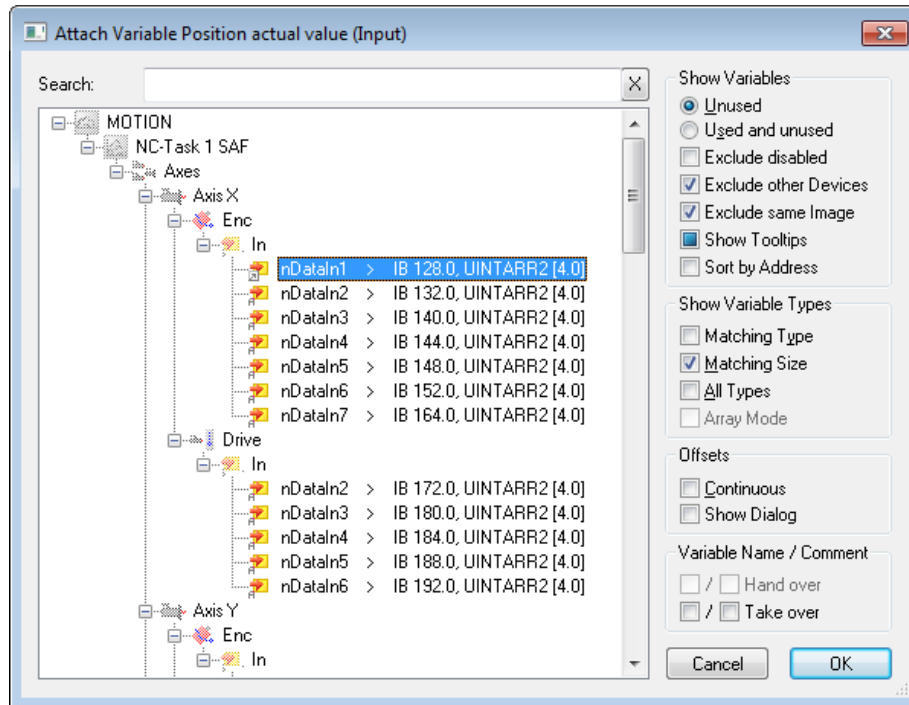 Attach Variable Position actual value (Input)
Search:
X
MOTION
NC-Task 1 SAF
Axes
Axis X
Enc
In
nDataIn1 > IB 128.0, UINTARR2 [4.0]
nDataIn2 > IB 132.0, UINTARR2 [4.0]
nDataIn3 > IB 140.0, UINTARR2 [4.0]
nDataIn4 > IB 144.0, UINTARR2 [4.0]
nDataIn5 > IB 148.0, UINTARR2 [4.0]
nDataIn6 > IB 152.0, UINTARR2 [4.0]
nDataIn7 > IB 164.0, UINTARR2 [4.0]
Drive
In
nDataIn2 > IB 172.0, UINTARR2 [4.0]
nDataIn3 > IB 180.0, UINTARR2 [4.0]
nDataIn4 > IB 184.0, UINTARR2 [4.0]
nDataIn5 > IB 188.0, UINTARR2 [4.0]
nDataIn6 > IB 192.0, UINTARR2 [4.0]
Axis Y
Enc
In
Show Variables
Unused
Used and unused
Exclude disabled
Exclude other Devices
Exclude same Image
Show Tooltips
Sort by Address
Show Variable Types
Matching Type
Matching Size
All Types
Array Mode
Offsets
Continuous
Show Dialog
Variable Name / Comment
/ Hand over
/ Take over
Cancel
OK